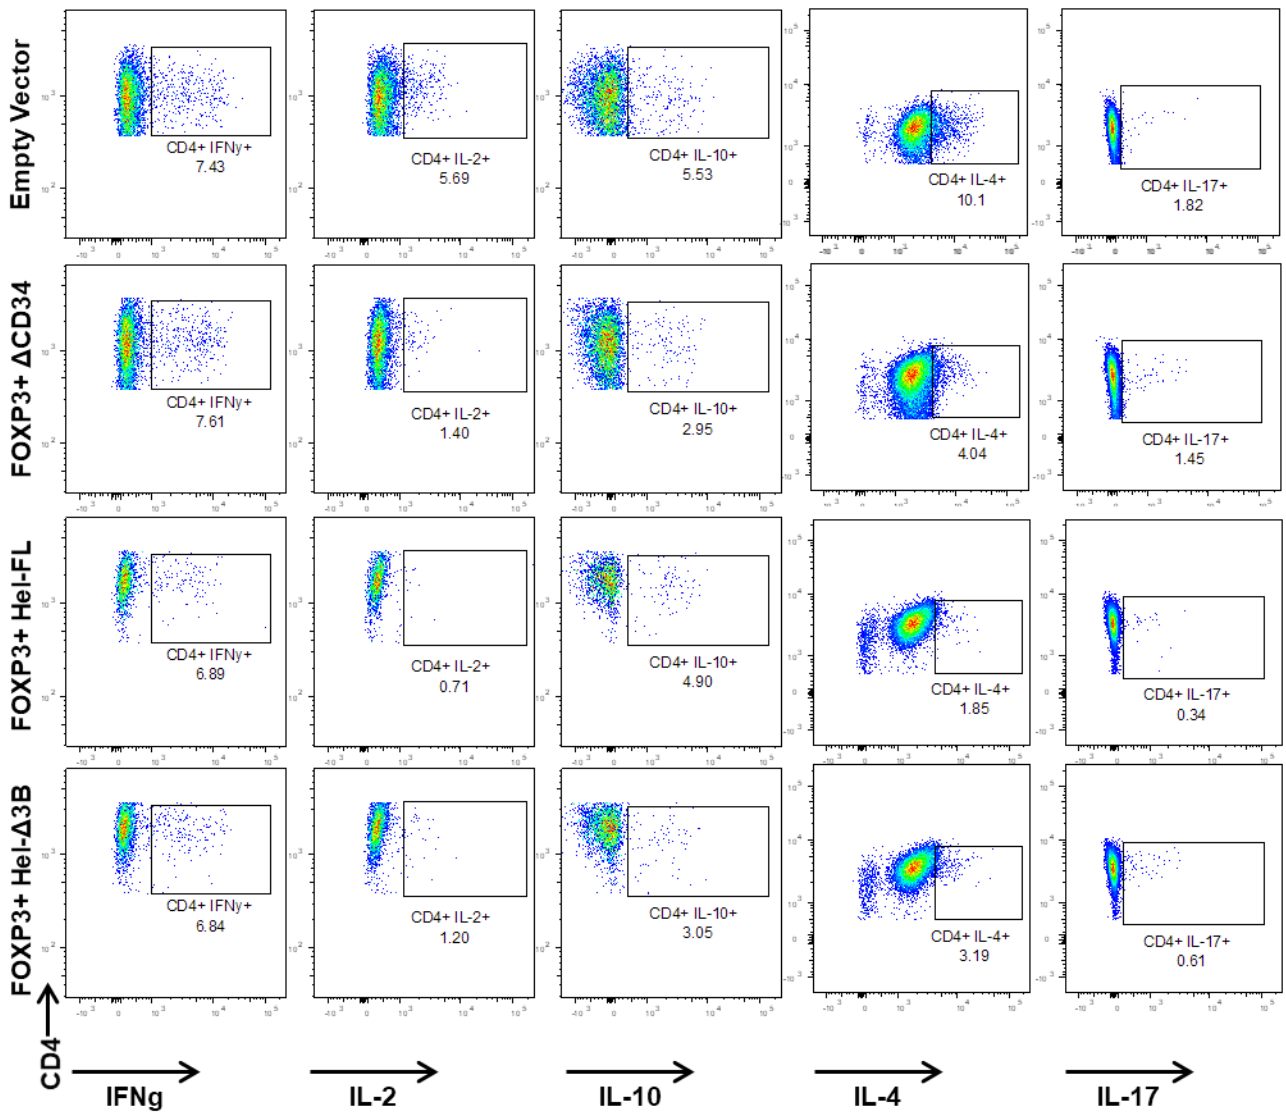 Empty Vector
CD4+ IFNγ+
7.43
CD4+ IL-2+
5.69
CD4+ IL-10+
5.53
CD4+ IL-4+
10.1
CD4+ IL-17+
1.82
FOXP3+ ΔCD34
CD4+ IFNγ+
7.61
CD4+ IL-2+
1.40
CD4+ IL-10+
2.95
CD4+ IL-4+
4.04
CD4+ IL-17+
1.45
FOXP3+ Hel-FL
CD4+ IFNγ+
6.89
CD4+ IL-2+
0.71
CD4+ IL-10+
4.90
CD4+ IL-4+
1.85
CD4+ IL-17+
0.34
FOXP3+ Hel-Δ3B
CD4+ IFNγ+
6.84
CD4+ IL-2+
1.20
CD4+ IL-10+
3.05
CD4+ IL-4+
3.19
CD4+ IL-17+
0.61
CD4
IFNg
IL-2
IL-10
IL-4
IL-17